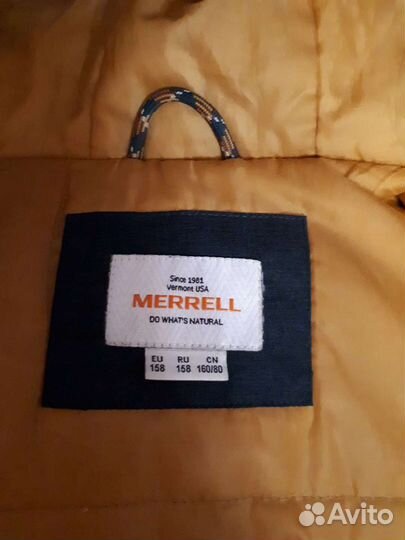 Since 1981
Vermont USA
MERRELL
DO WHAT'S NATURAL
EU RU CN
158 158 160/80
Avito